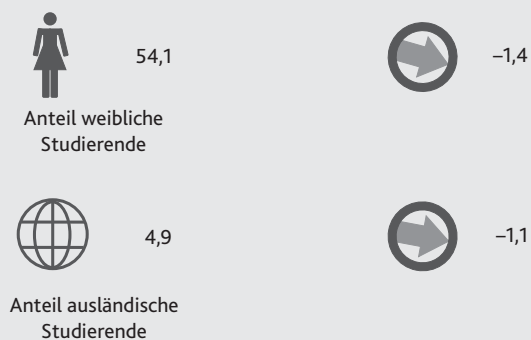 54,1
–1,4
Anteil weibliche
Studierende
4,9
–1,1
Anteil ausländische
Studierende